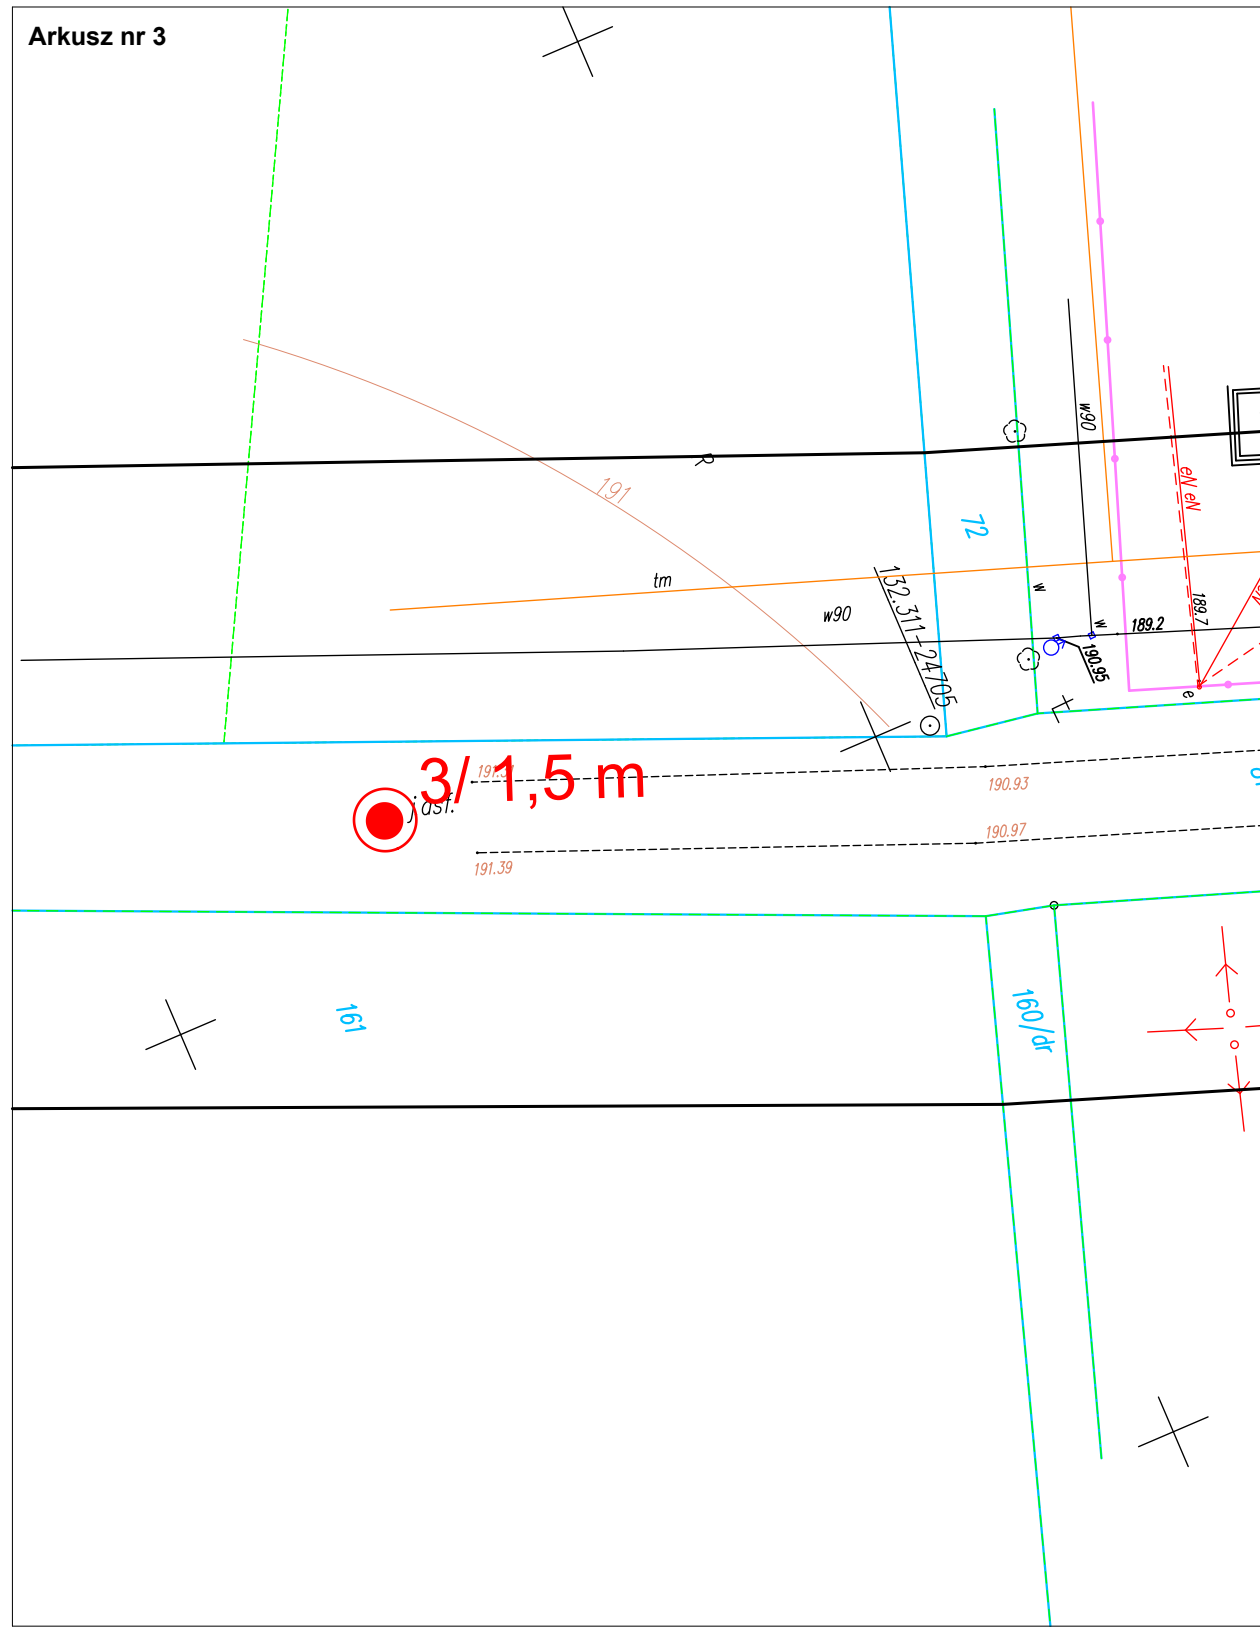 Arkusz nr 3
w90
R
191
eN eN
72
tm
w
189.7
w90
132.311-24705
w
189.2
190.95
e
3/ 1,5 m
j asf.
190.93
190.97
191.39
161
160/dr